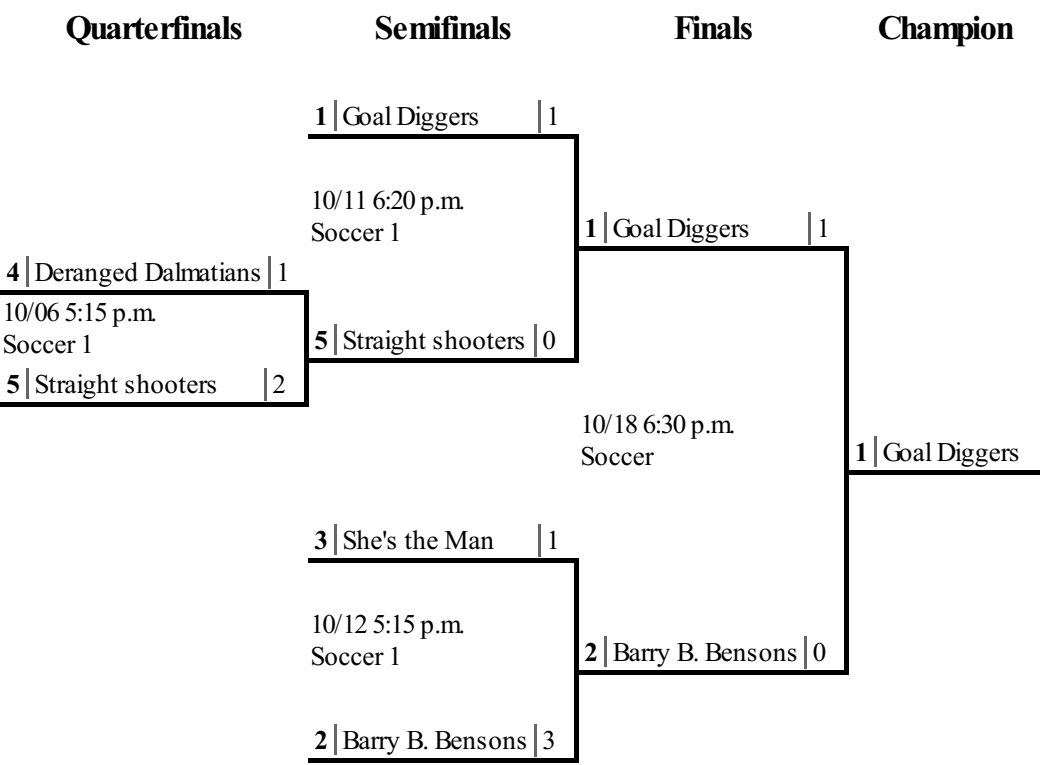 Quarterfinals Semifinals Finals Champion
1 Goal Diggers 1
10/11 6:20 p.m.
Soccer 1
1 Goal Diggers 1
4 Deranged Dalmatians 1
10/06 5:15 p.m.
Soccer 1
5 Straight shooters 0
5 Straight shooters 2
10/18 6:30 p.m.
Soccer
1 Goal Diggers
3 She's the Man 1
10/12 5:15 p.m.
Soccer 1
2 Barry B. Bensons 0
2 Barry B. Bensons 3